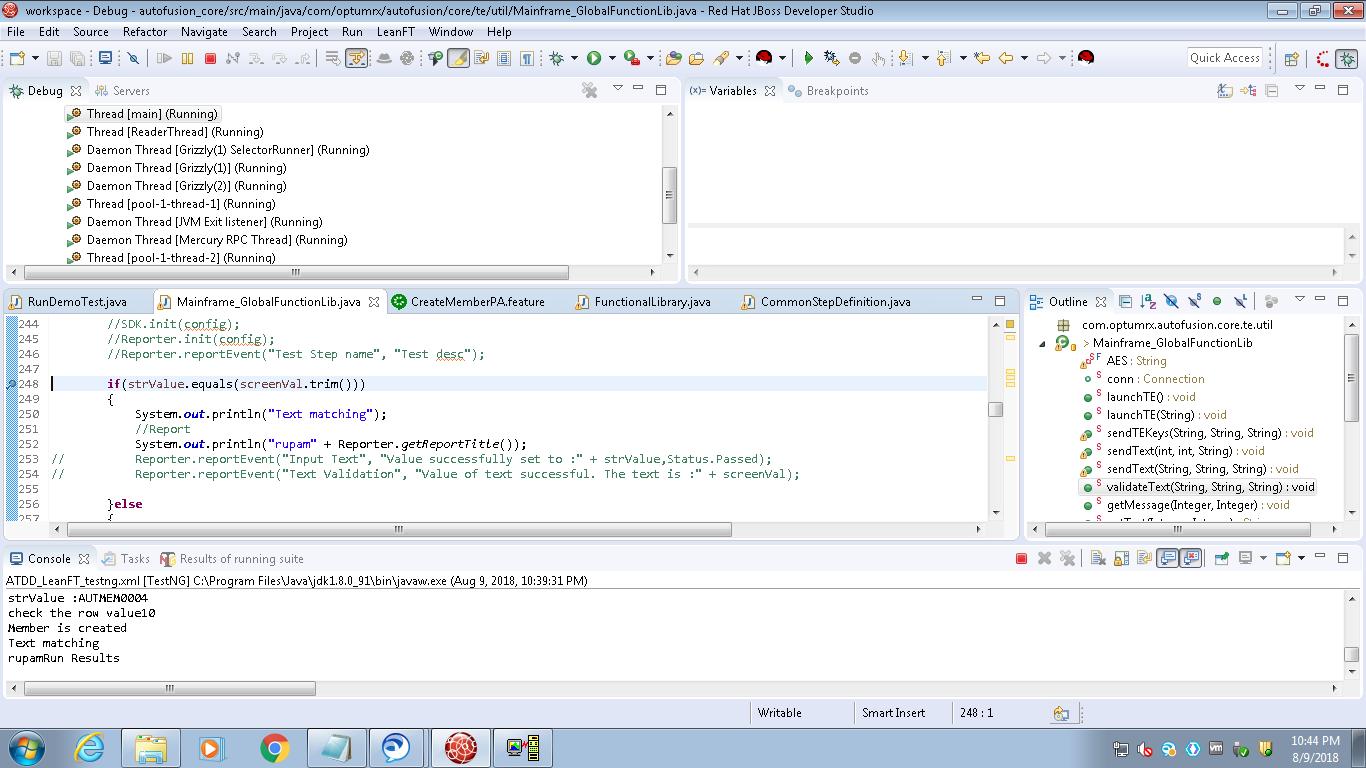 workspace - Debug - autofusion_core/src/main/java/com/optumrx/autofusion/core/te/util/Mainframe_GlobalFunctionLib.java - Red Hat JBoss Developer Studio
File Edit Source Refactor Navigate Search Project Run LeanFT Window Help
Quick Access
Debug Servers
Thread [main] (Running)
Thread [ReaderThread] (Running)
Daemon Thread [Grizzly(1) SelectorRunner] (Running)
Daemon Thread [Grizzly(1)] (Running)
Daemon Thread [Grizzly(2)] (Running)
Thread [pool-1-thread-1] (Running)
Daemon Thread [JVM Exit listener] (Running)
Daemon Thread [Mercury RPC Thread] (Running)
Thread [pool-1-thread-2] (Running)
(x)= Variables Breakpoints
RunDemoTest.java Mainframe_GlobalFunctionLib.java CreateMemberPA.feature FunctionalLibrary.java CommonStepDefinition.java
244 //SDK.init(config);
245 //Reporter.init(config);
246 //Reporter.reportEvent("Test Step name", "Test desc");
247
248 if(strValue.equals(screenVal.trim()))
249 {
250 System.out.println("Text matching");
251 //Report
252 System.out.println("rupam" + Reporter.getReportTitle());
253 // Reporter.reportEvent("Input Text", "Value successfully set to :" + strValue,Status.Passed);
254 // Reporter.reportEvent("Text Validation", "Value of text successful. The text is :" + screenVal);
255
256 }else
257 {
Outline
com.optumrx.autofusion.core.te.util
> Mainframe_GlobalFunctionLib
AES : String
conn : Connection
launchTE() : void
launchTE(String) : void
sendTEKeys(String, String, String) : void
sendText(int, int, String) : void
sendText(String, String, String) : void
validateText(String, String, String) : void
getMessage(Integer, Integer) : void
Console Tasks Results of running suite
ATDD_LeanFT_testng.xml [TestNG] C:\Program Files\Java\jdk1.8.0_91\bin\javaw.exe (Aug 9, 2018, 10:39:31 PM)
strValue :AUTMEM0004
check the row value10
Member is created
Text matching
rupamRun Results
Writable Smart Insert 248 : 1
10:44 PM
8/9/2018